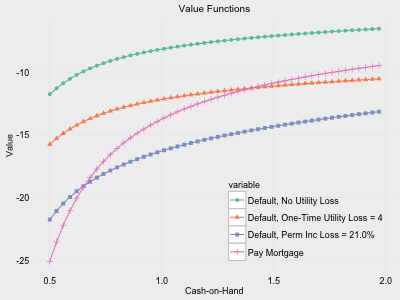 Value Functions
-10
-15
-20
-25
Value
0.5
1.0
1.5
2.0
Cash-on-Hand
variable
Default, No Utility Loss
Default, One-Time Utility Loss = 4
Default, Perm Inc Loss = 21.0%
Pay Mortgage